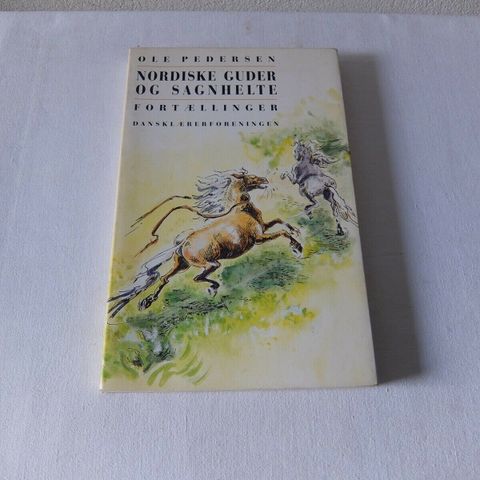 OLE PEDERSEN
NORDISKE GUDER
OG SAGNHELTE
FORTÆLLINGER
DANSKLÆRERFORENINGEN